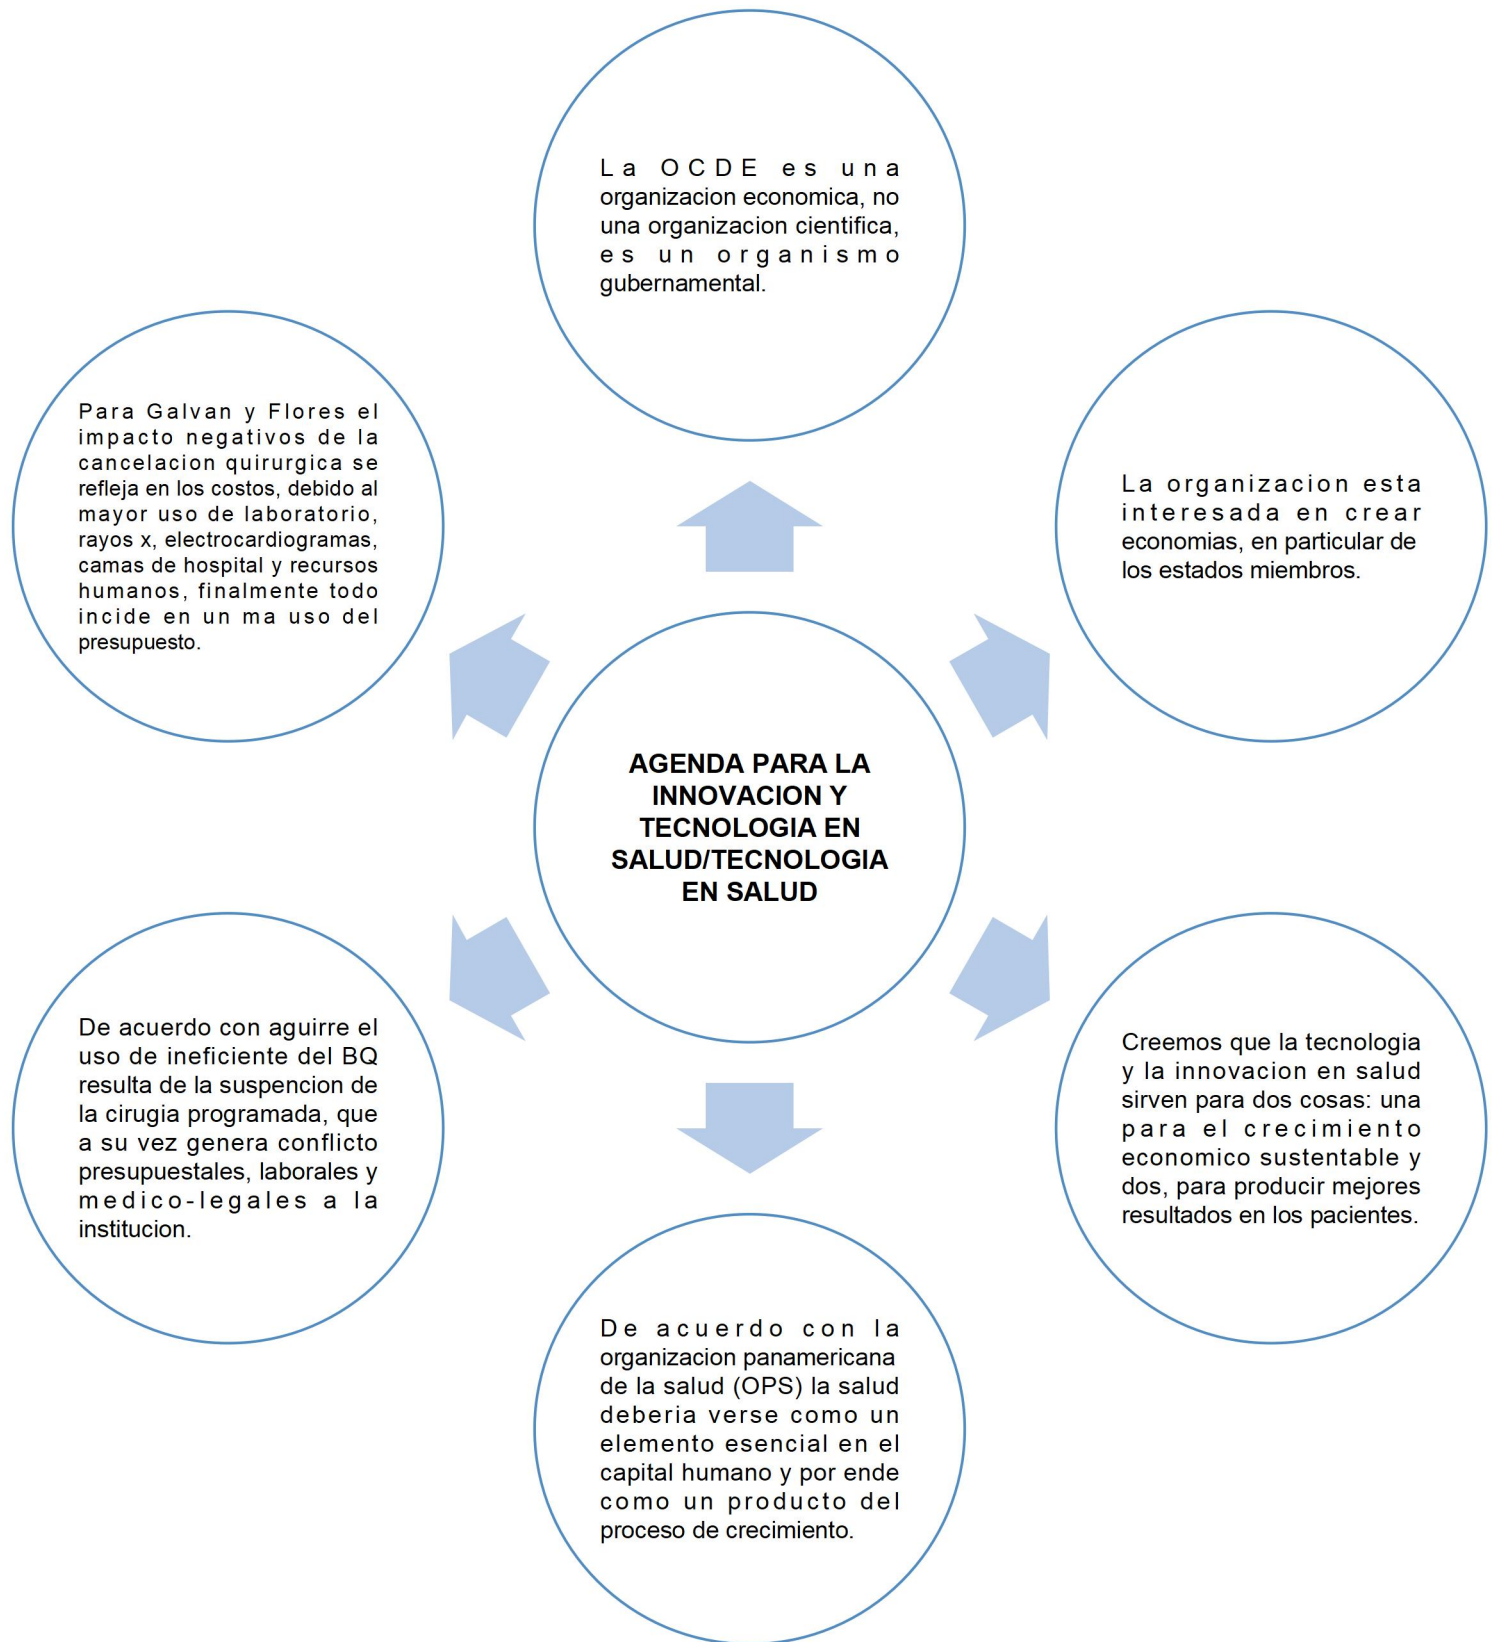 La OCDE es una
organizacion economica, no
una organizacion cientifica,
es un organismo
gubernamental.
Para Galvan y Flores el
impacto negativos de la
cancelacion quirurgica se
refleja en los costos, debido al
mayor uso de laboratorio,
rayos x, electrocardiogramas,
camas de hospital y recursos
humanos, finalmente todo
incide en un ma uso del
presupuesto.
La organizacion esta
interesada en crear
economias, en particular de
los estados miembros.
AGENDA PARA LA
INNOVACION Y
TECNOLOGIA EN
SALUD/TECNOLOGIA
EN SALUD
De acuerdo con aguirre el
uso de ineficiente del BQ
resulta de la suspencion de
la cirugia programada, que
a su vez genera conflicto
presupuestales, laborales y
medico-legales a la
institucion.
Creemos que la tecnologia
y la innovacion en salud
sirven para dos cosas: una
para el crecimiento
economico sustentable y
dos, para producir mejores
resultados en los pacientes.
De acuerdo con la
organizacion panamericana
de la salud (OPS) la salud
deberia verse como un
elemento esencial en el
capital humano y por ende
como un producto del
proceso de crecimiento.